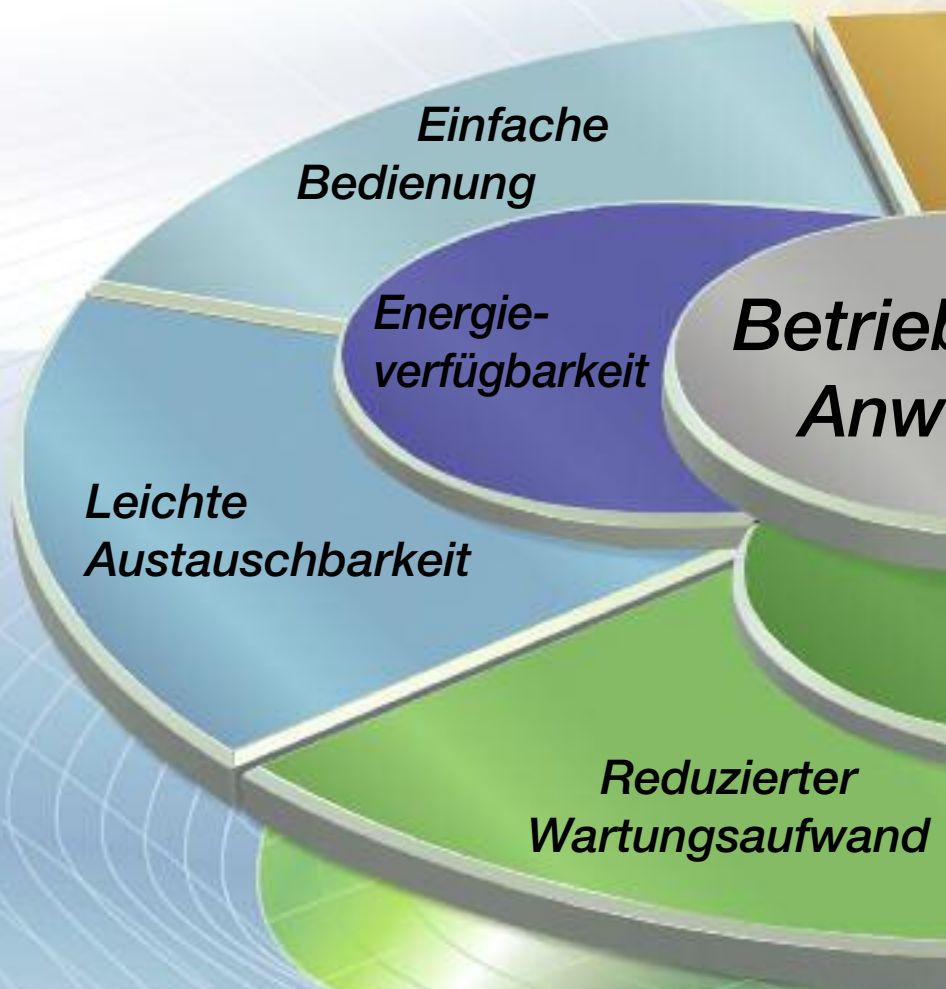 Einfache
Bedienung
Energie-
verfügbarkeit
Leichte
Austauschbarkeit
Reduzierter
Wartungsaufwand